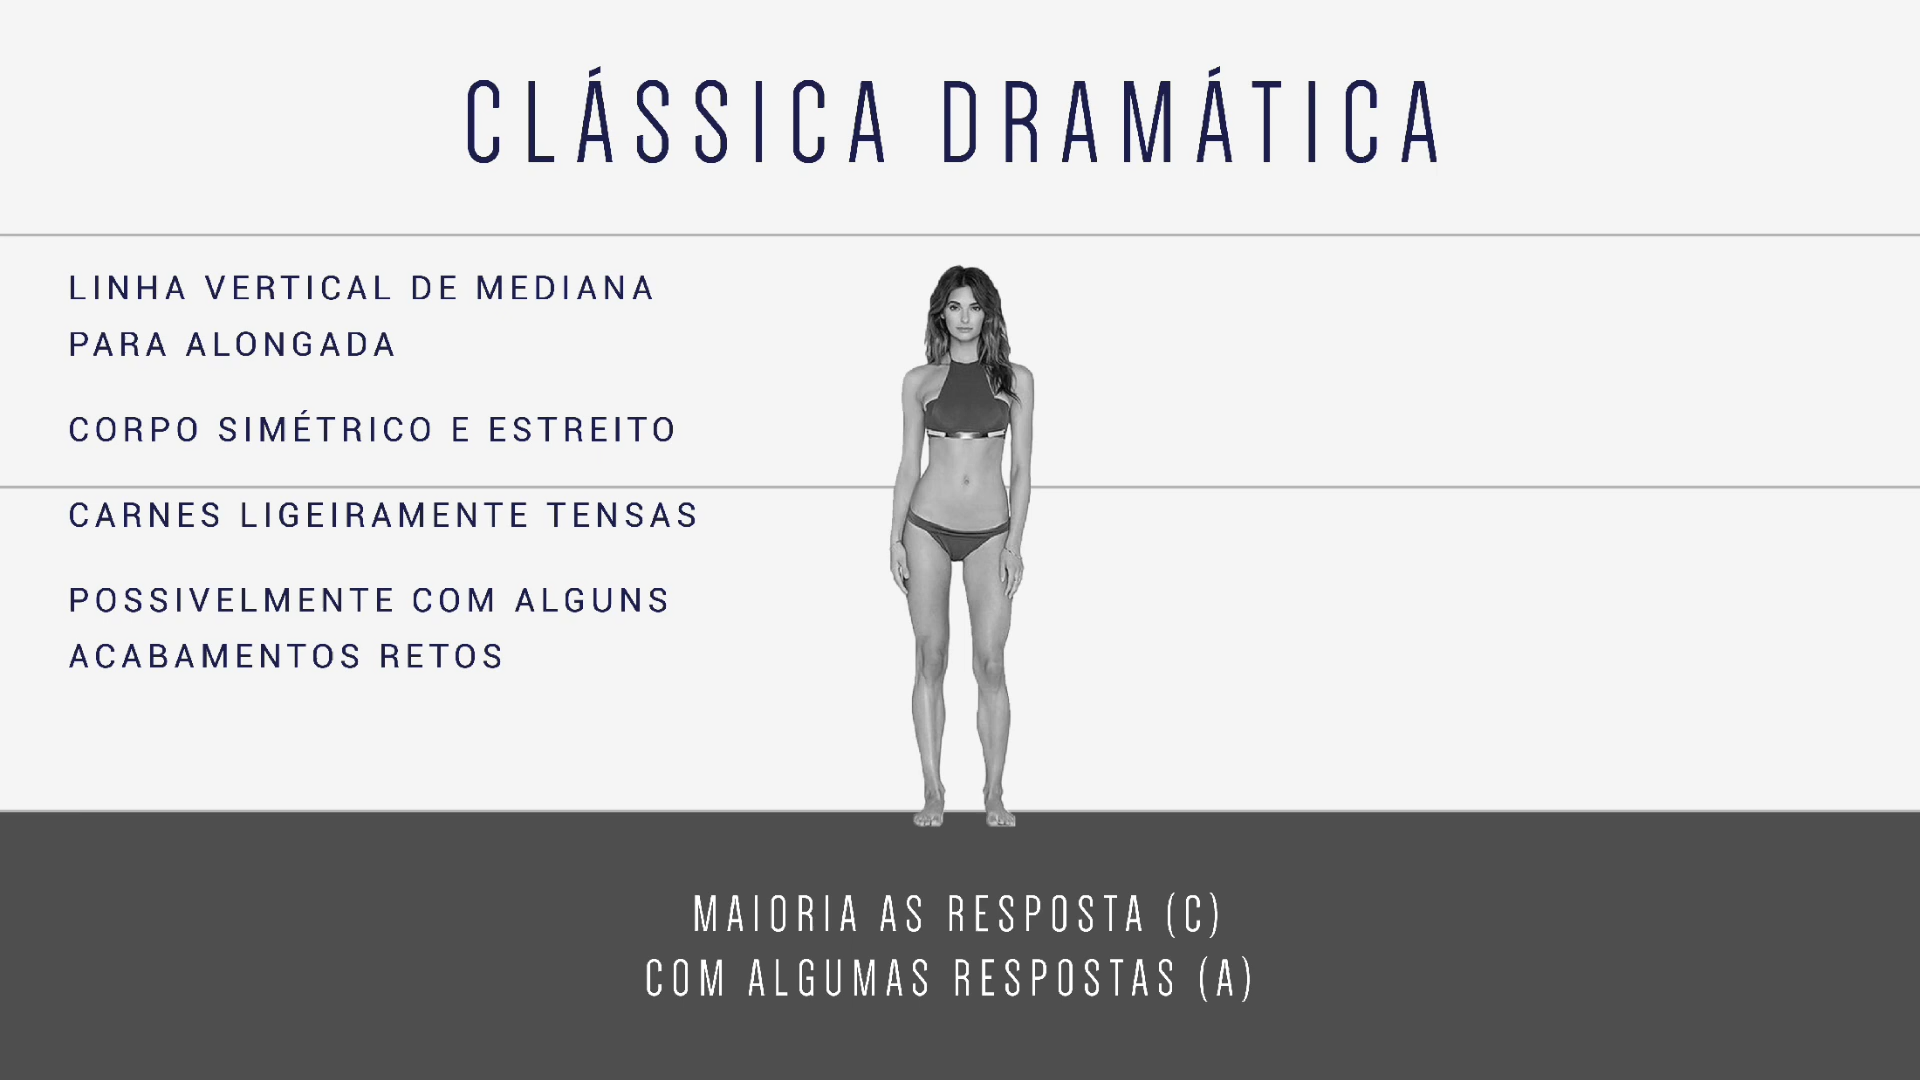 CLÁSSICA DRAMÁTICA
LINHA VERTICAL DE MEDIANA
PARA ALONGADA
CORPO SIMÉTRICO E ESTREITO
CARNES LIGEIRAMENTE TENSAS
POSSIVELMENTE COM ALGUNS
ACABAMENTOS RETOS
MAIORIA AS RESPOSTA (C)
COM ALGUMAS RESPOSTAS (A)